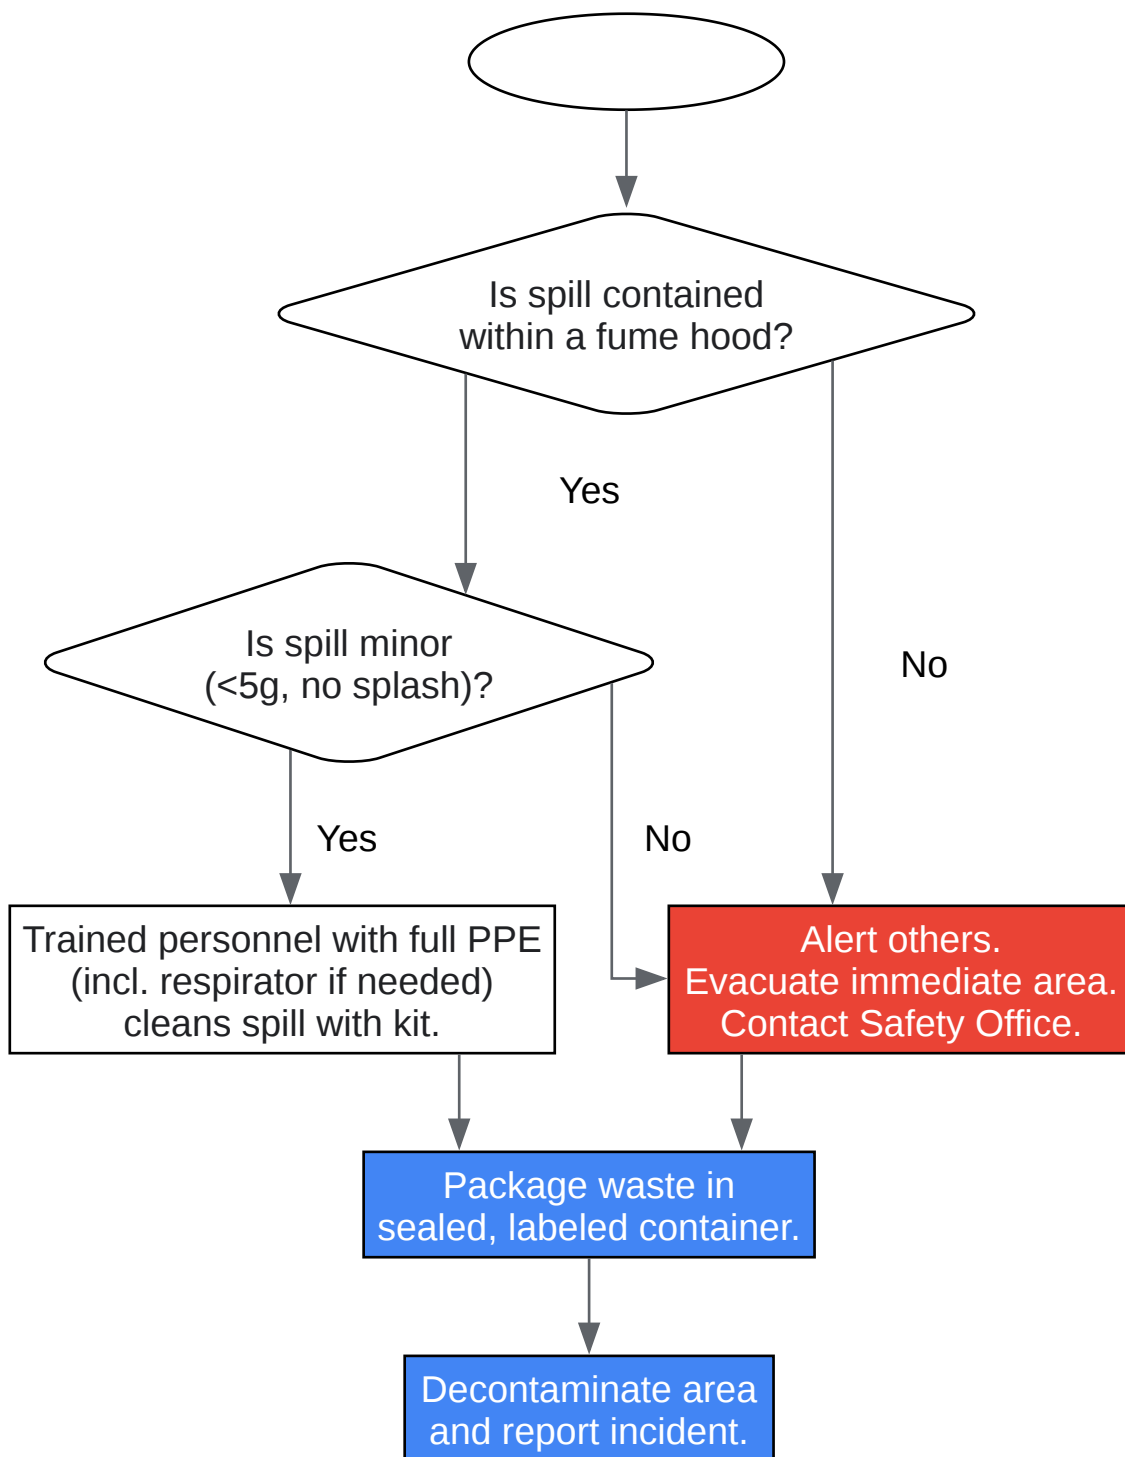 Is spill contained
within a fume hood?
Yes
Is spill minor
(<5g, no splash)?
No
Yes
No
Trained personnel with full PPE
(incl. respirator if needed)
cleans spill with kit.
Alert others.
Evacuate immediate area.
Contact Safety Office.
Package waste in
sealed, labeled container.
Decontaminate area
and report incident.